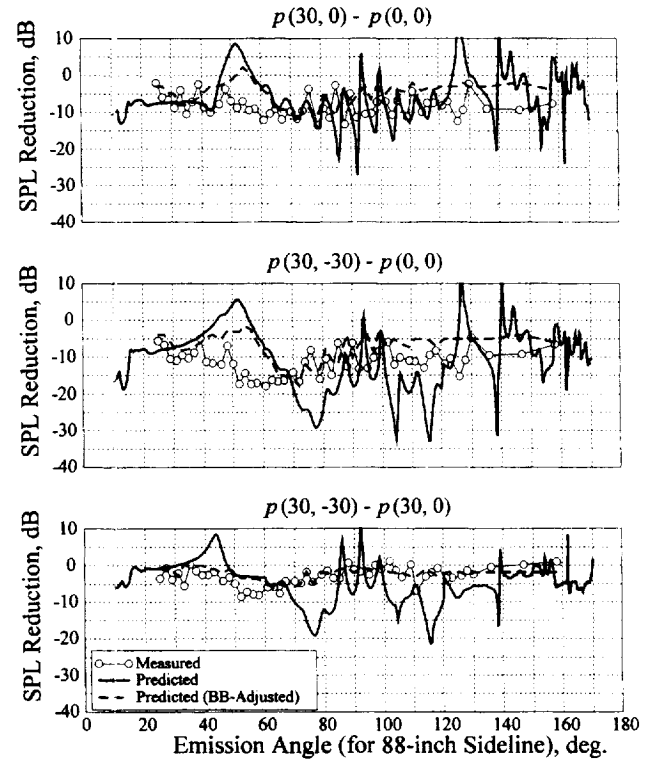 p(30, 0) - p(0, 0)
SPL Reduction, dB
10
0
-10
-20
-30
-40
p(30, -30) - p(0, 0)
SPL Reduction, dB
10
0
-10
-20
-30
-40
p(30, -30) - p(30, 0)
SPL Reduction, dB
10
0
-10
-20
-30
-40
Measured
Predicted
Predicted (BB-Adjusted)
0 20 40 60 80 100 120 140 160 180
Emission Angle (for 88-inch Sideline), deg.